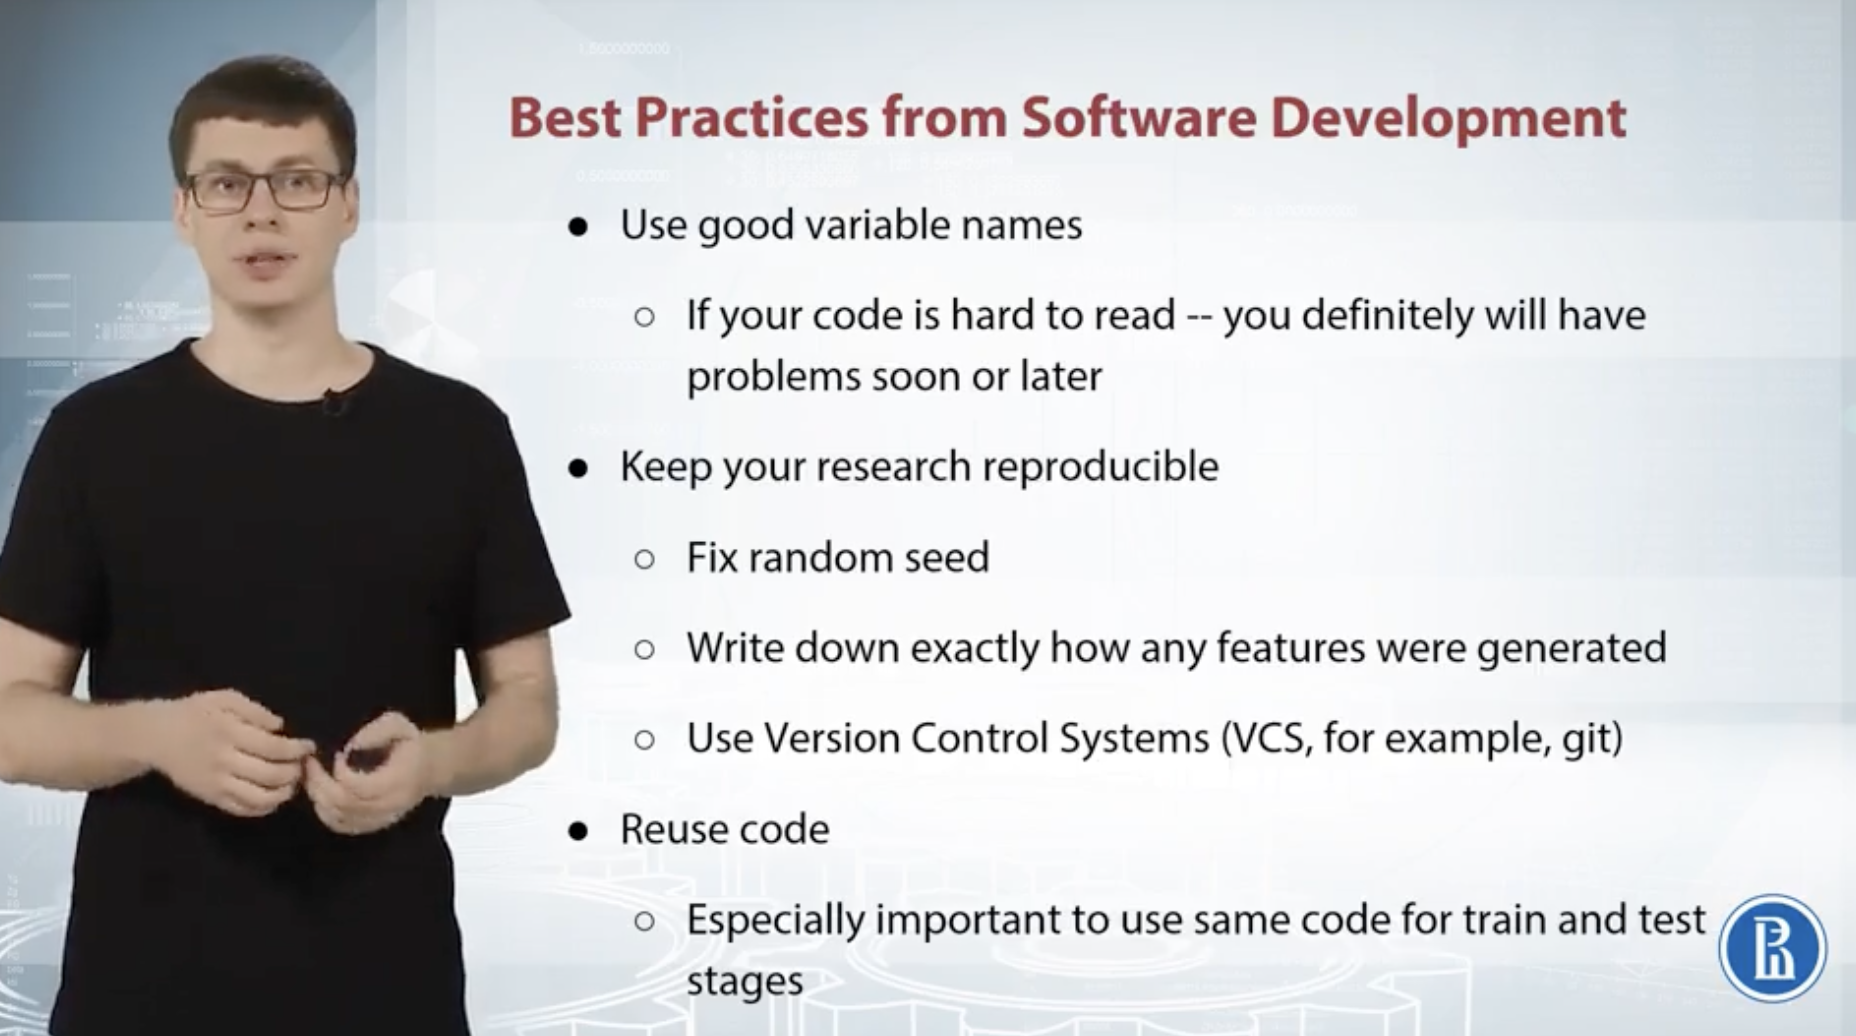 Best Practices from Software Development
● Use good variable names
○ If your code is hard to read -- you definitely will have
problems soon or later
● Keep your research reproducible
○ Fix random seed
○ Write down exactly how any features were generated
○ Use Version Control Systems (VCS, for example, git)
● Reuse code
○ Especially important to use same code for train and test
stages